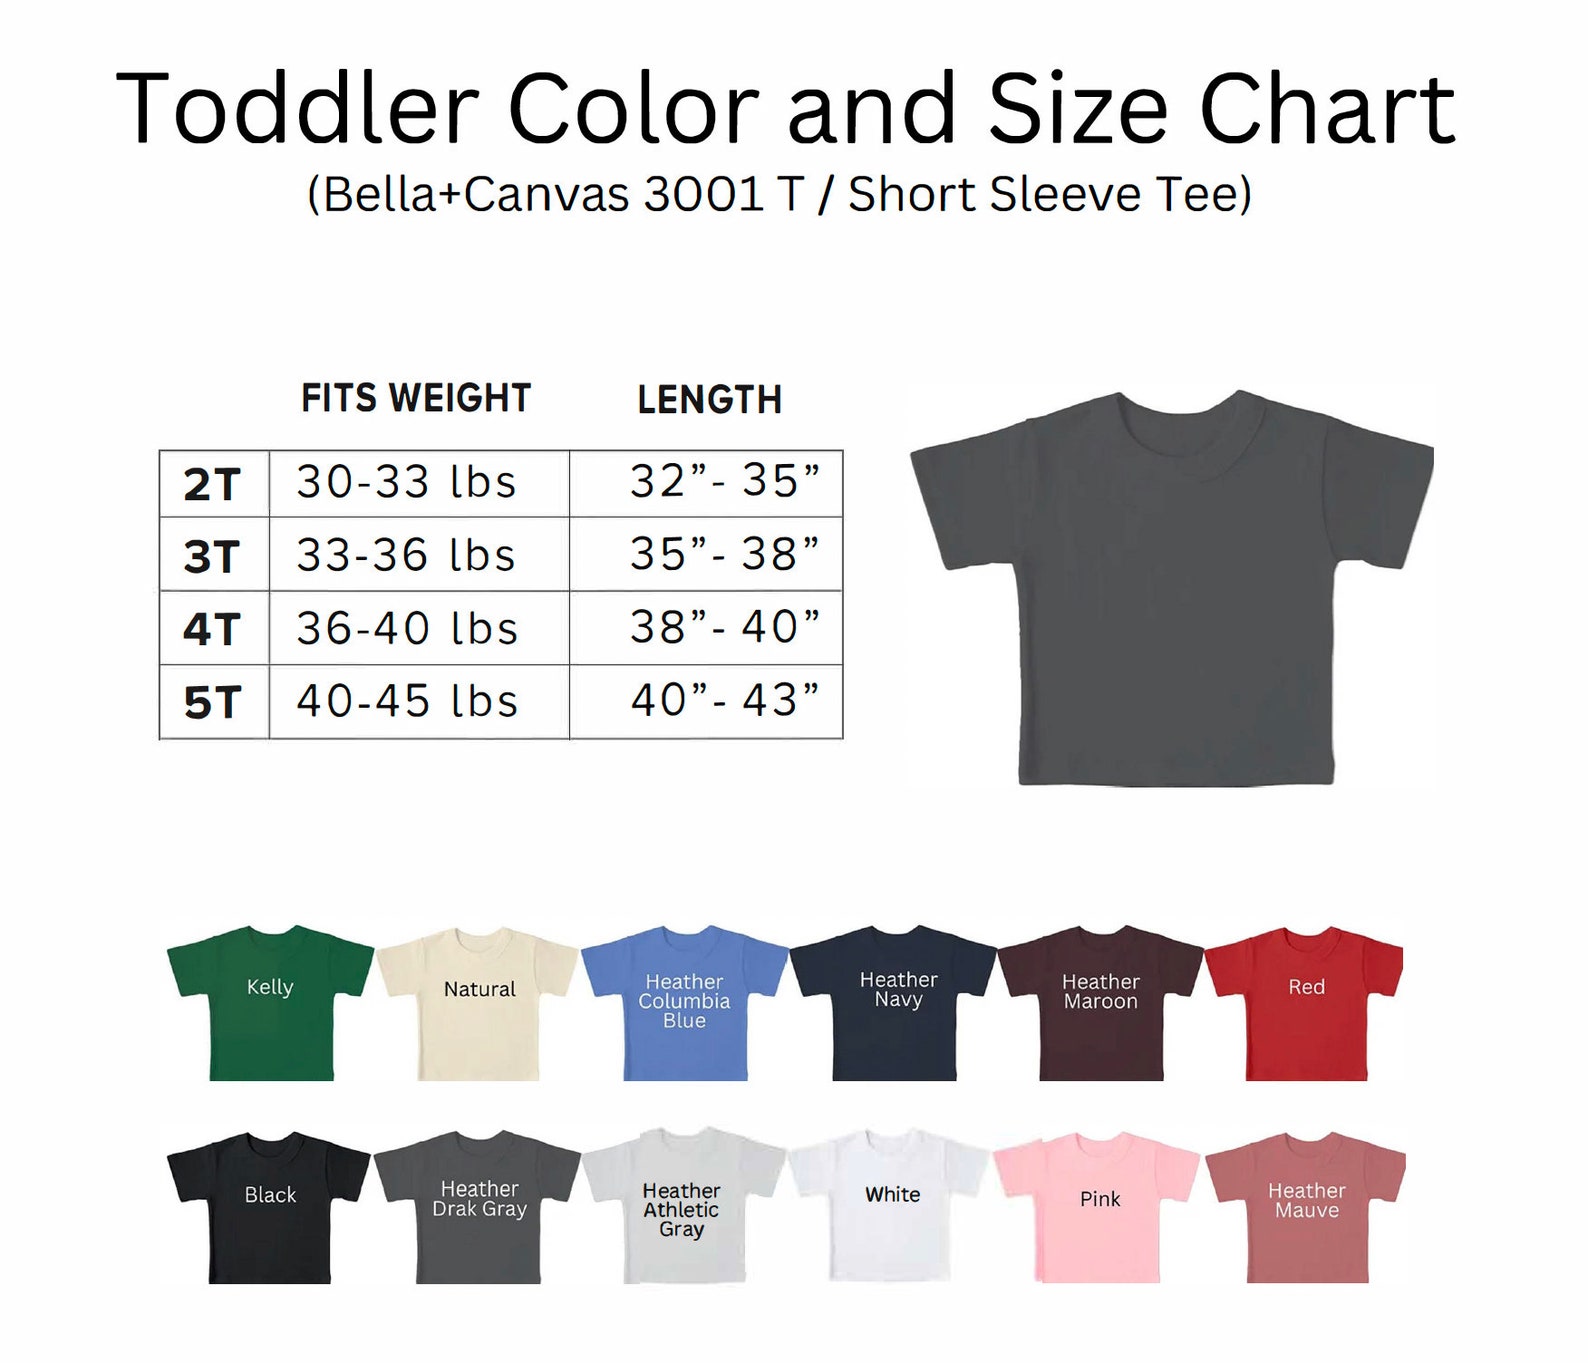 Toddler Color and Size Chart
(Bella+Canvas 3001 T / Short Sleeve Tee)
FITS WEIGHT LENGTH
2T 30-33 lbs 32”- 35”
3T 33-36 lbs 35”- 38”
4T 36-40 lbs 38”- 40”
5T 40-45 lbs 40”- 43”
Kelly
Natural
Heather
Columbia
Blue
Heather
Navy
Heather
Maroon
Red
Black
Heather
Drak Gray
Heather
Athletic
Gray
White
Pink
Heather
Mauve